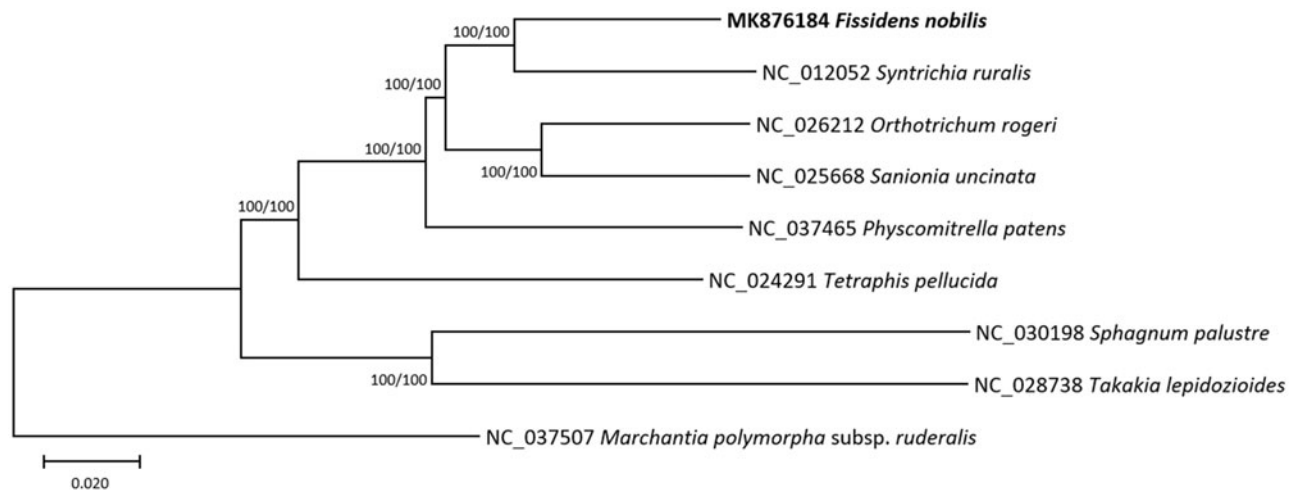 MK876184 Fissidens nobilis
100/100
NC_012052 Syntrichia ruralis
100/100
NC_026212 Orthotrichum rogeri
100/100
100/100
NC_025668 Sanionia uncinata
100/100
NC_037465 Physcomitrella patens
NC_024291 Tetraphis pellucida
NC_030198 Sphagnum palustre
100/100
NC_028738 Takakia lepidozioides
NC_037507 Marchantia polymorpha subsp. ruderalis
0.020